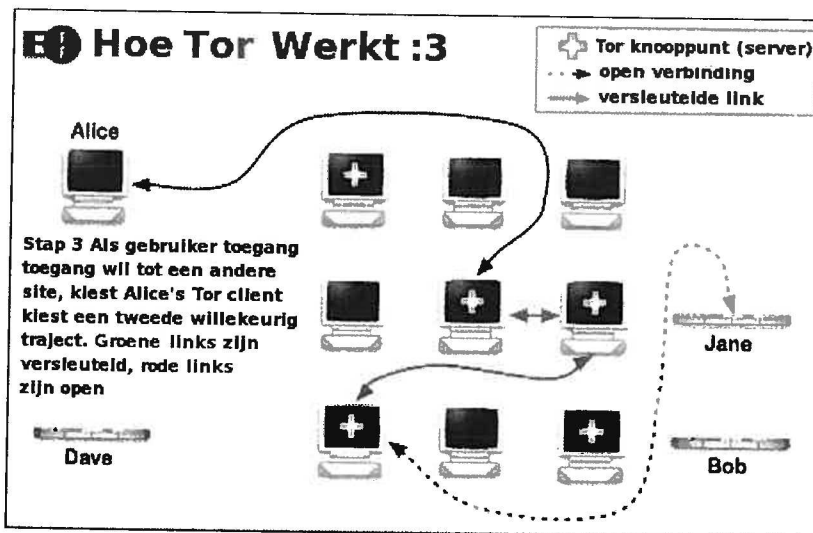 EFF Hoe Tor Werkt :3
Tor knooppunt (server)
open verbinding
versleutelde link
Alice
Stap 3 Als gebruiker toegang
toegang wil tot een andere
site, kiest Alice's Tor client
kiest een tweede willekeurig
traject. Groene links zijn
versleuteld, rode links
zijn open
Jane
Dave
Bob